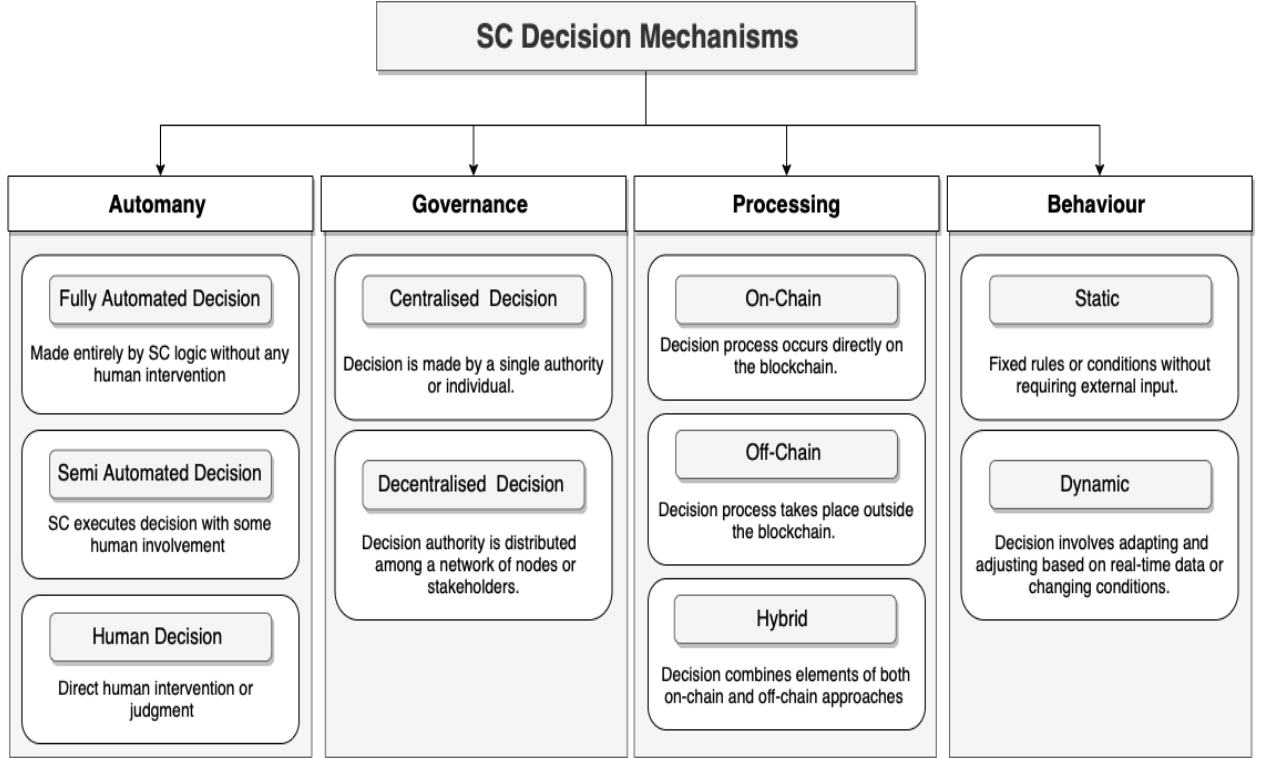 SC Decision Mechanisms
Automany
Fully Automated Decision
Made entirely by SC logic without any
human intervention
Semi Automated Decision
SC executes decision with some
human involvement
Human Decision
Direct human intervention or
judgment
Governance
Centralised Decision
Decision is made by a single authority
or individual.
Decentralised Decision
Decision authority is distributed
among a network of nodes or
stakeholders.
Processing
On-Chain
Decision process occurs directly on
the blockchain.
Off-Chain
Decision process takes place outside
the blockchain.
Hybrid
Decision combines elements of both
on-chain and off-chain approaches
Behaviour
Static
Fixed rules or conditions without
requiring external input.
Dynamic
Decision involves adapting and
adjusting based on real-time data or
changing conditions.